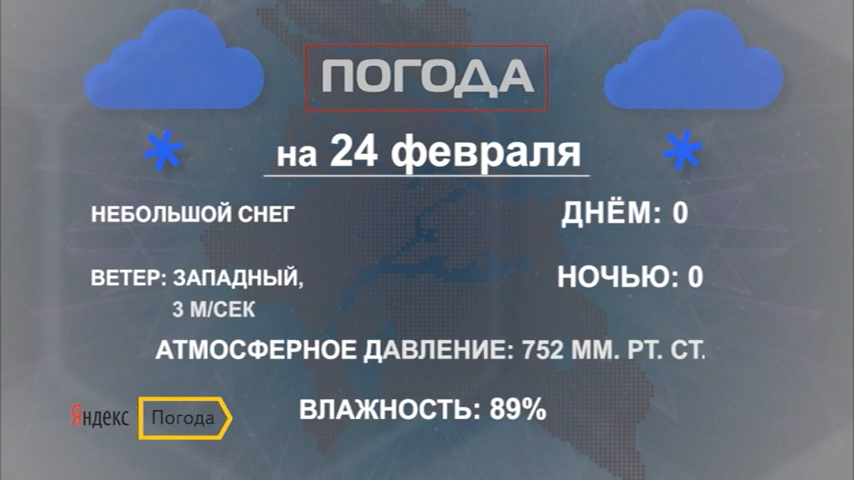 ПОГОДА
на 24 февраля
НЕБОЛЬШОЙ СНЕГ
ДНЁМ: 0
ВЕТЕР: ЗАПАДНЫЙ,
3 М/СЕК
НОЧЬЮ: 0
АТМОСФЕРНОЕ ДАВЛЕНИЕ: 752 ММ. РТ. СТ.
ВЛАЖНОСТЬ: 89%
Яндекс Погода